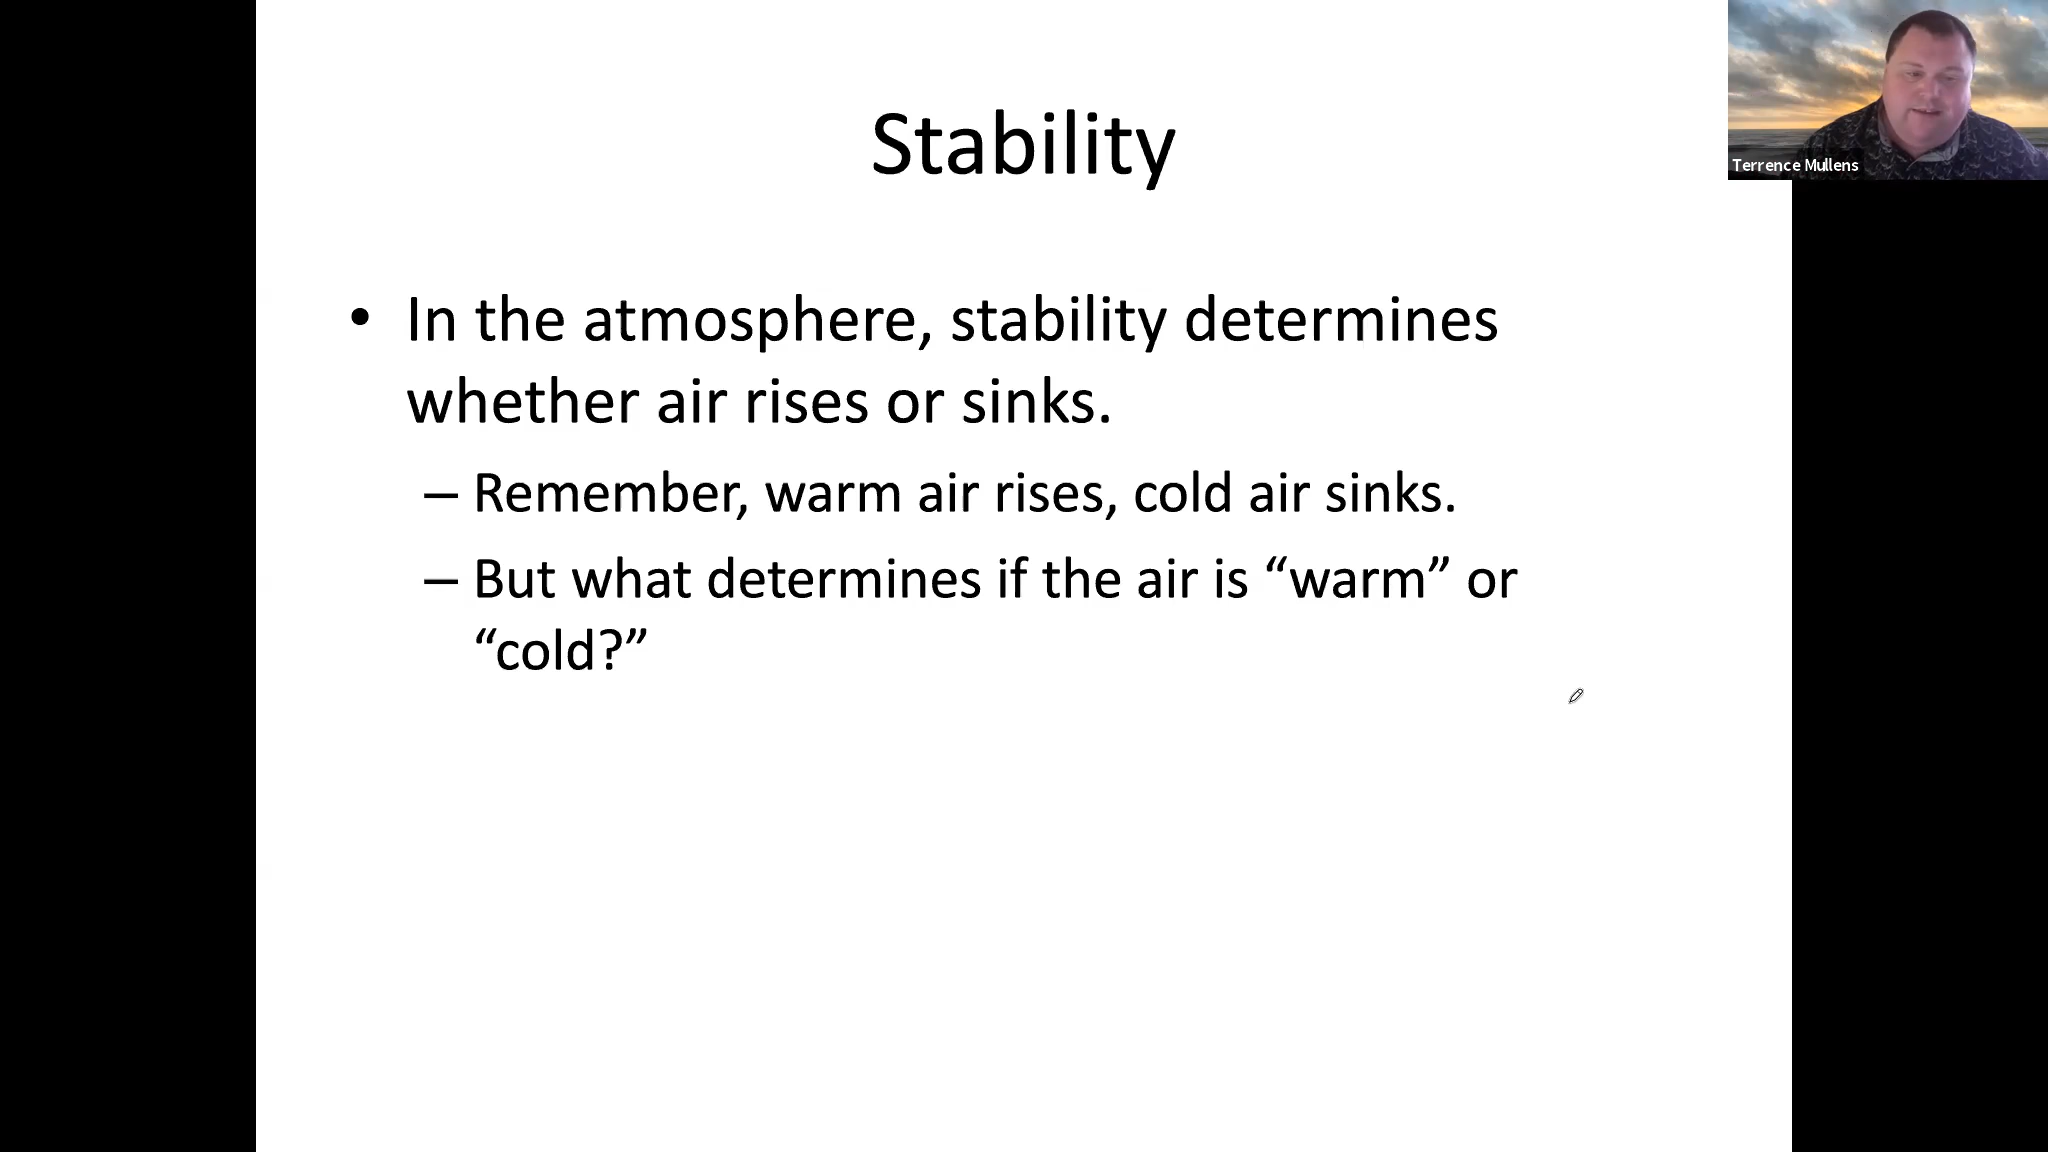 Stability
Terrence Mullens
• In the atmosphere, stability determines
whether air rises or sinks.
– Remember, warm air rises, cold air sinks.
– But what determines if the air is “warm” or
“cold?”